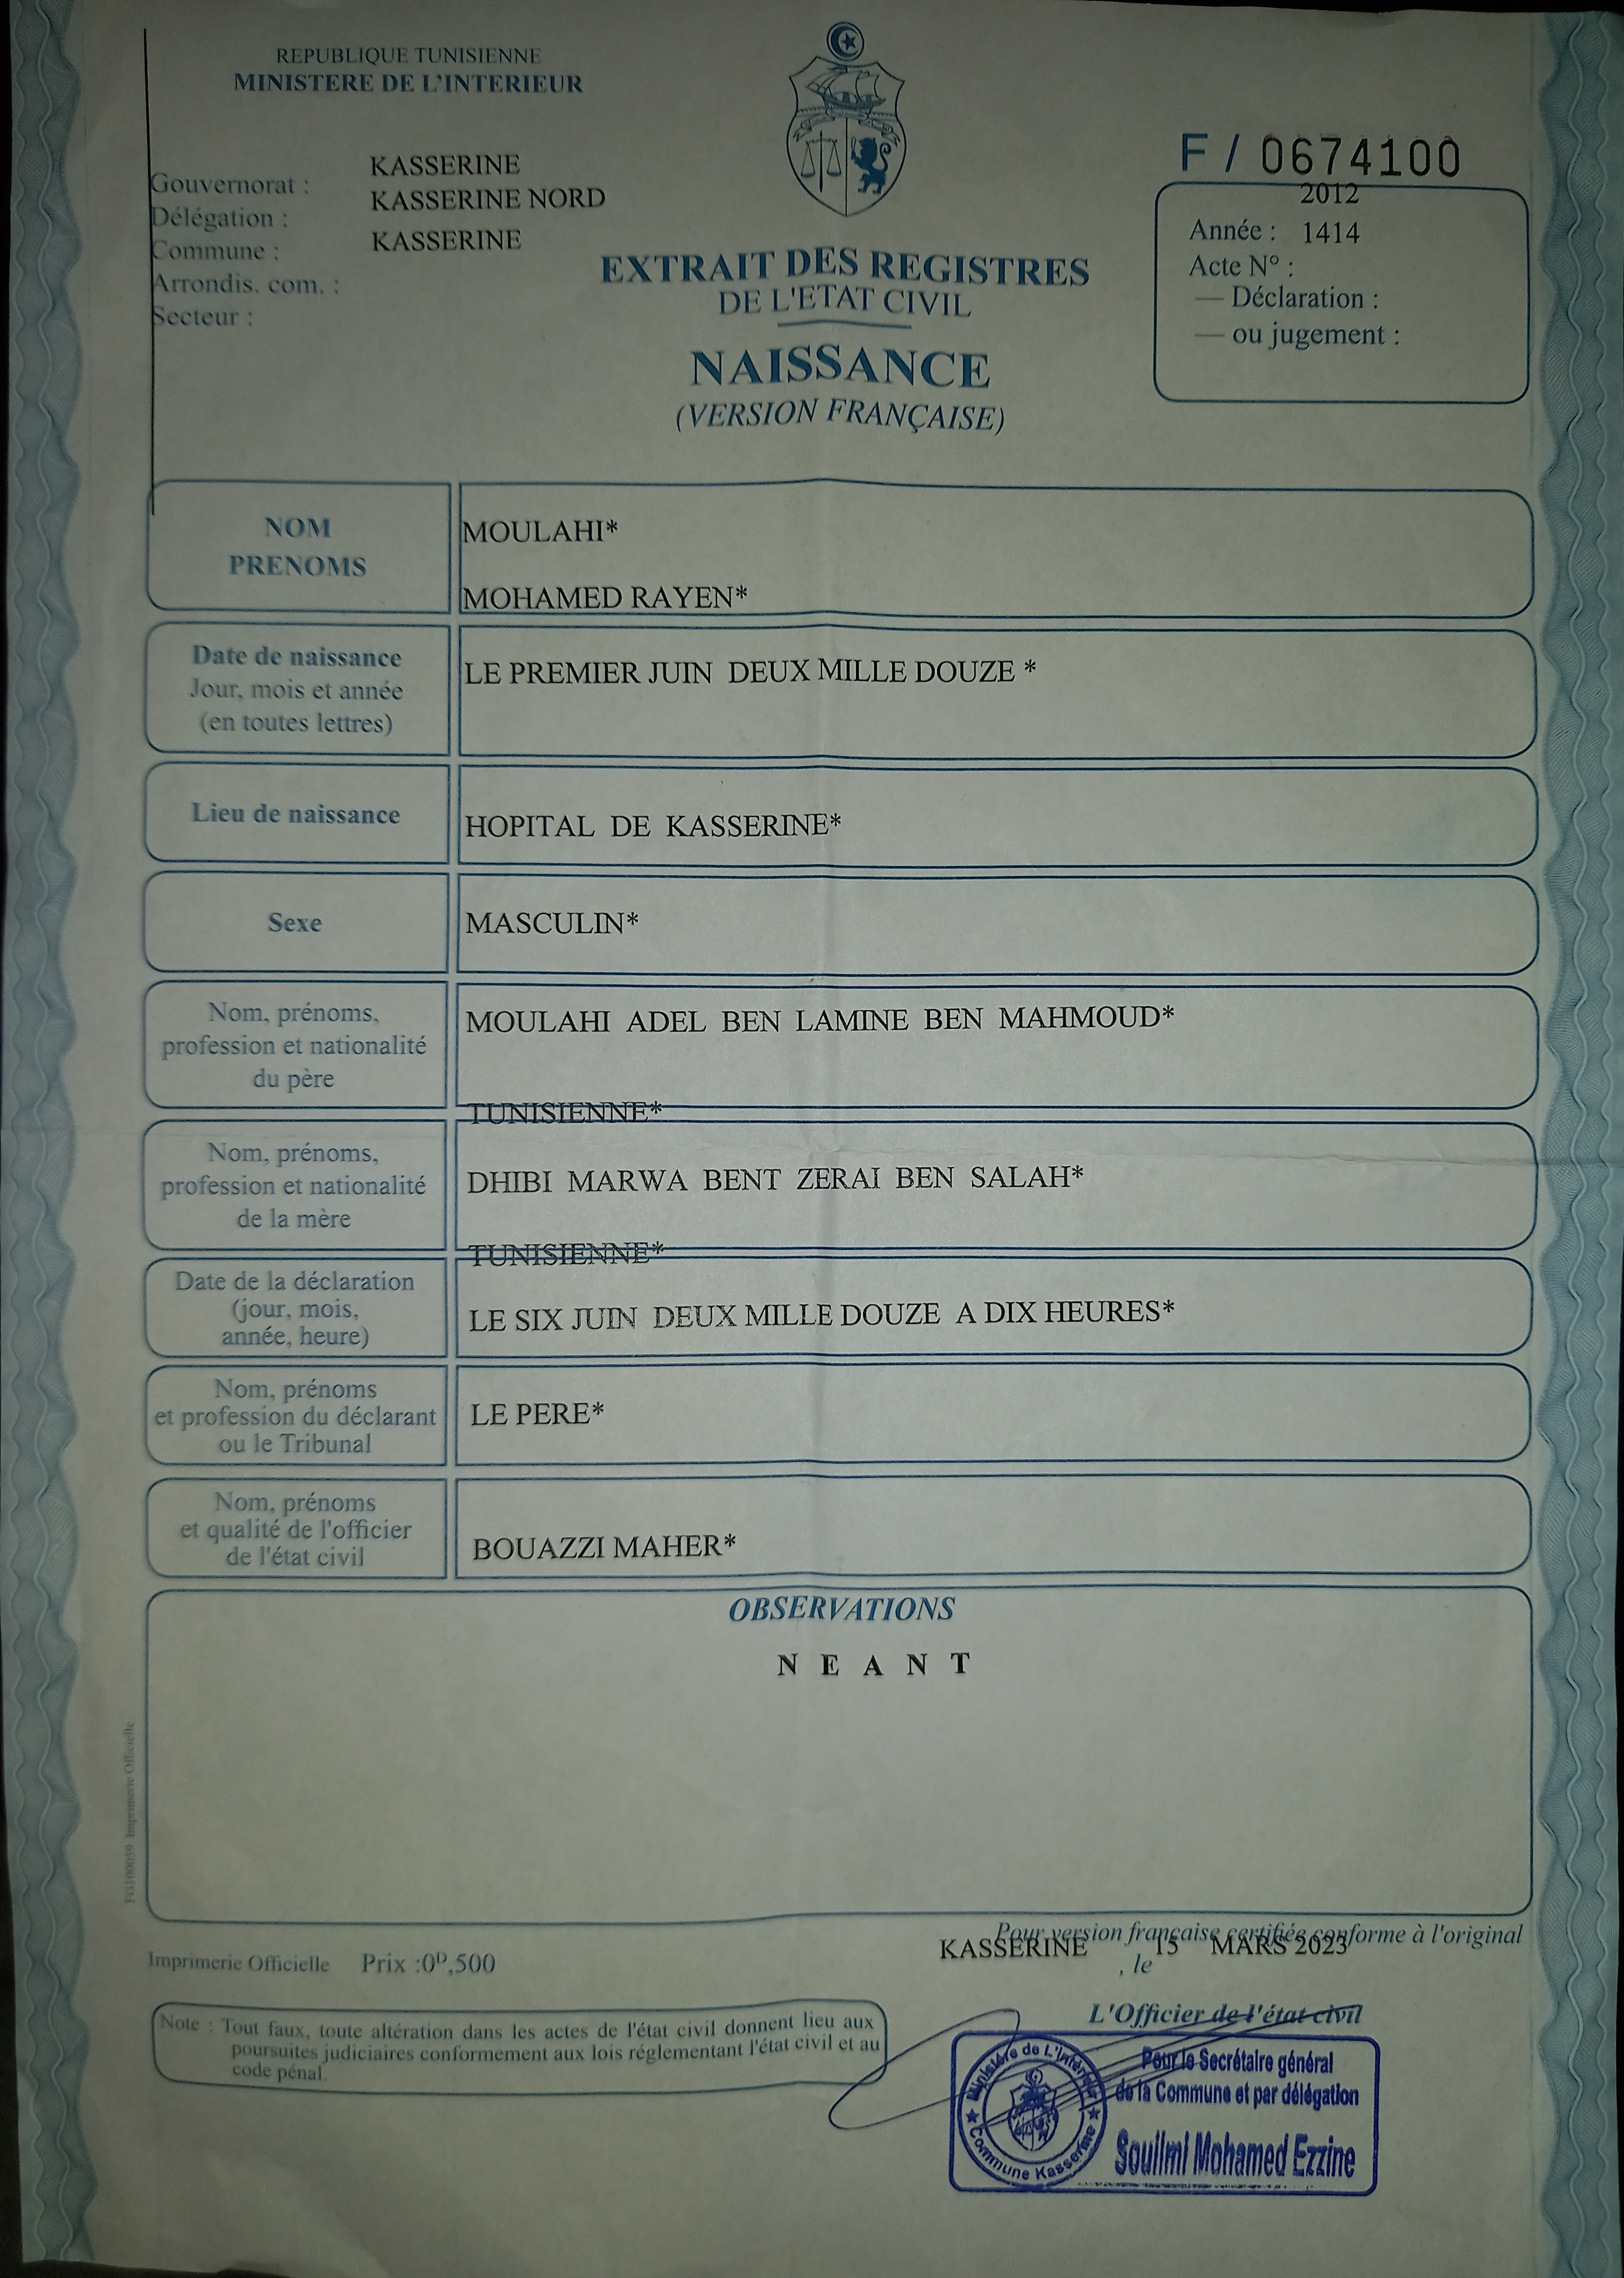 REPUBLIQUE TUNISIENNE
MINISTERE DE L'INTERIEUR
Gouvernorat : KASSERINE
Délégation : KASSERINE NORD
Commune : KASSERINE
Arrondis. com. :
Secteur :
F / 0674100
2012
Année : 1414
Acte N° :
— Déclaration :
— ou jugement :
EXTRAIT DES REGISTRES
DE L'ETAT CIVIL
NAISSANCE
(VERSION FRANÇAISE)
NOM
PRENOMS
MOULAHI*
MOHAMED RAYEN*
Date de naissance
Jour, mois et année
(en toutes lettres)
LE PREMIER JUIN DEUX MILLE DOUZE *
Lieu de naissance
HOPITAL DE KASSERINE*
Sexe
MASCULIN*
Nom, prénoms,
profession et nationalité
du père
MOULAHI ADEL BEN LAMINE BEN MAHMOUD*
TUNISIENNE*
Nom, prénoms,
profession et nationalité
de la mère
DHIBI MARWA BENT ZERAI BEN SALAH*
TUNISIENNE*
Date de la déclaration
(jour, mois,
année, heure)
LE SIX JUIN DEUX MILLE DOUZE A DIX HEURES*
Nom, prénoms
et profession du déclarant
ou le Tribunal
LE PERE*
Nom, prénoms
et qualité de l'officier
de l'état civil
BOUAZZI MAHER*
OBSERVATIONS
N E A N T
FG100059 Imprimerie Officielle
Pour version française certifiée conforme à l'original
KASSERINE , le 15 MARS 2023
Imprimerie Officielle Prix :0ᴰ,500
Note : Tout faux, toute altération dans les actes de l'état civil donnent lieu aux
poursuites judiciaires conformement aux lois réglementant l'état civil et au
code pénal.
L'Officier de l'état civil
Ministère de L'Intérieur
Commune Kasserine
Pour le Secrétaire général
de la Commune et par délégation
Soulimi Mohamed Ezzine